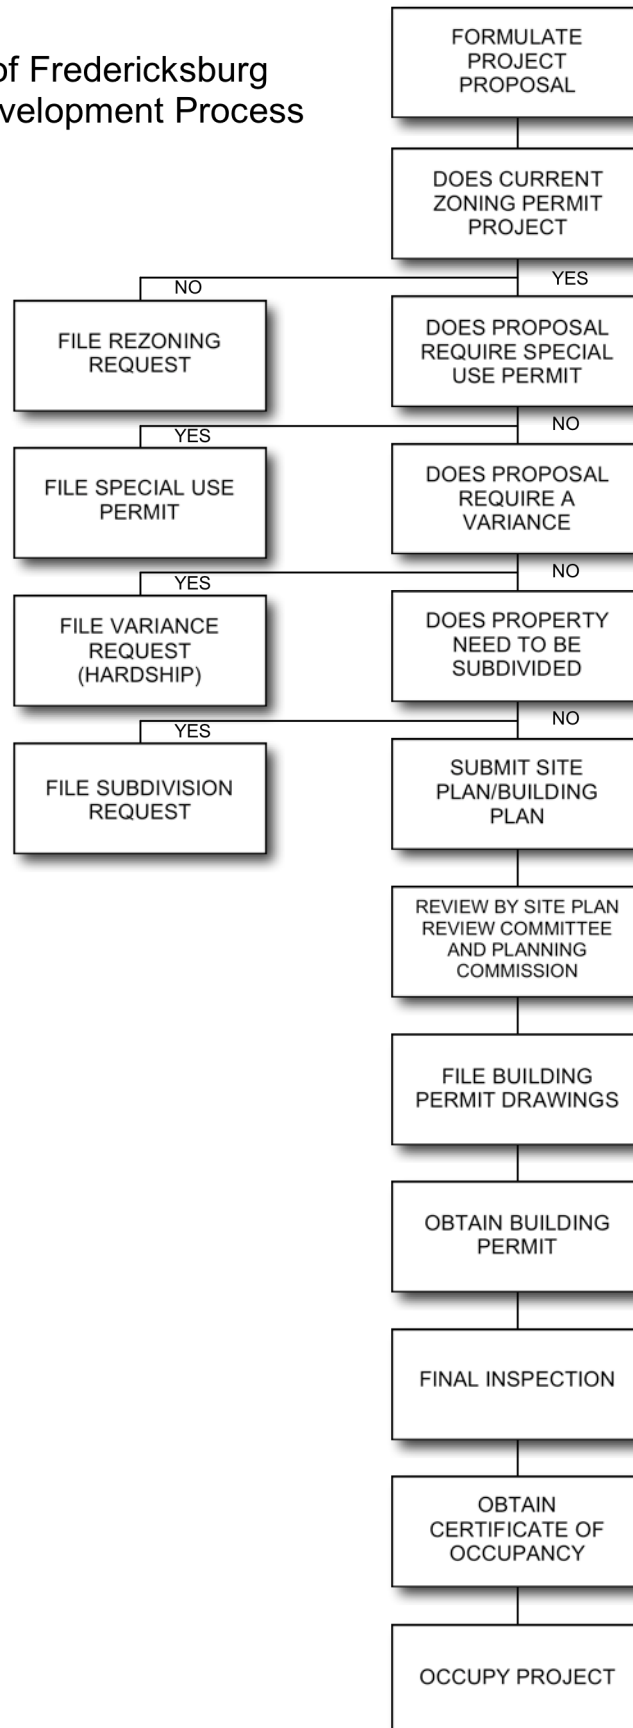 of Fredericksburg
velopment Process
FORMULATE
PROJECT
PROPOSAL
DOES CURRENT
ZONING PERMIT
PROJECT
NO
YES
FILE REZONING
REQUEST
DOES PROPOSAL
REQUIRE SPECIAL
USE PERMIT
YES
NO
FILE SPECIAL USE
PERMIT
DOES PROPOSAL
REQUIRE A
VARIANCE
YES
NO
FILE VARIANCE
REQUEST
(HARDSHIP)
DOES PROPERTY
NEED TO BE
SUBDIVIDED
YES
NO
FILE SUBDIVISION
REQUEST
SUBMIT SITE
PLAN/BUILDING
PLAN
REVIEW BY SITE PLAN
REVIEW COMMITTEE
AND PLANNING
COMMISSION
FILE BUILDING
PERMIT DRAWINGS
OBTAIN BUILDING
PERMIT
FINAL INSPECTION
OBTAIN
CERTIFICATE OF
OCCUPANCY
OCCUPY PROJECT